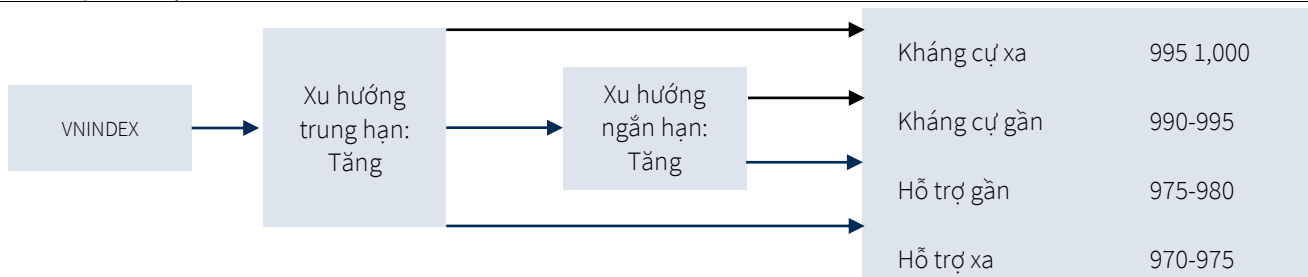 VNINDEX
Xu hướng
trung hạn:
Tăng
Xu hướng
ngắn hạn:
Tăng
Kháng cự xa 995 1,000
Kháng cự gần 990-995
Hỗ trợ gần 975-980
Hỗ trợ xa 970-975